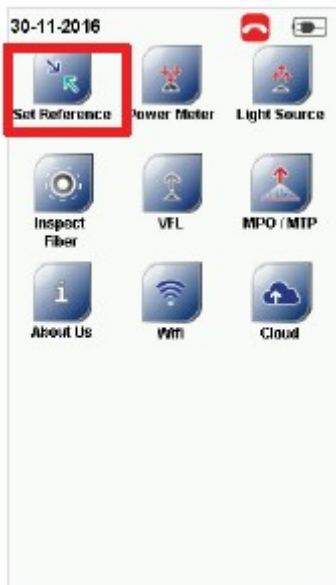 30-11-2016
Set Reference
Power Meter
Light Source
Inspect
Fiber
VFL
MPO / MTP
i
About Us
Wifi
Cloud